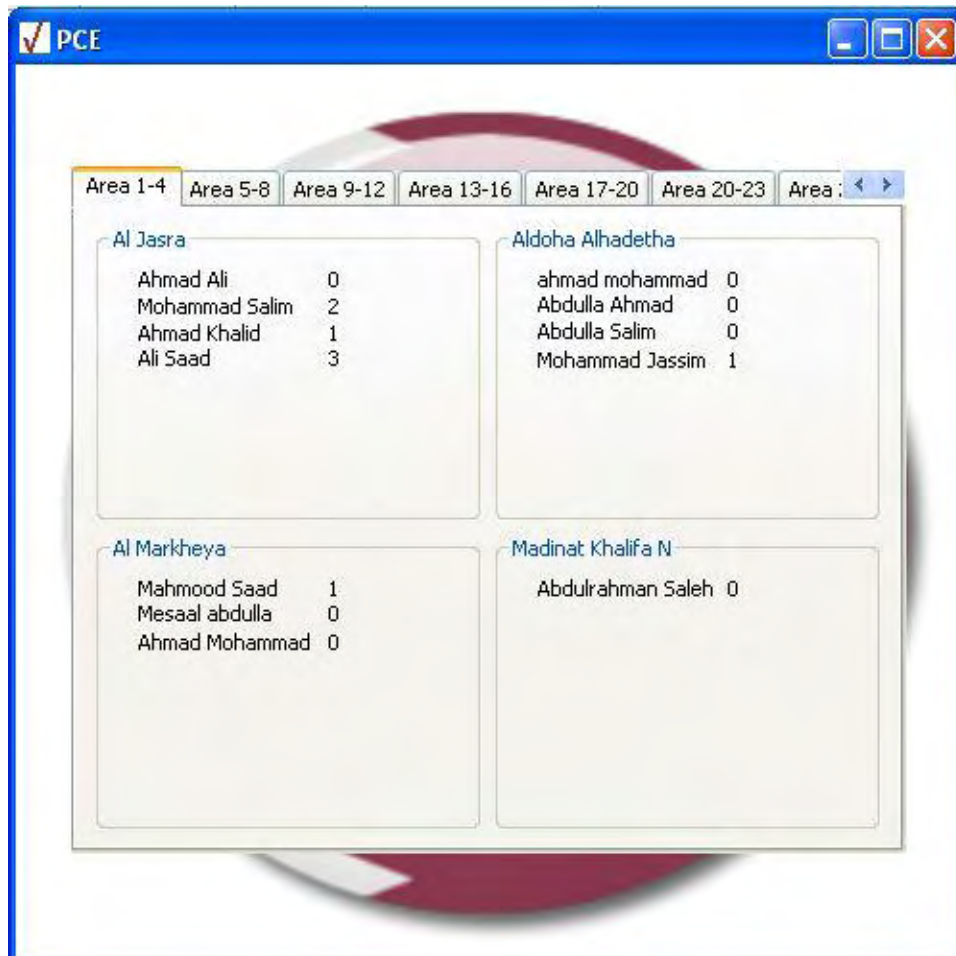 PCE
Area 1-4 Area 5-8 Area 9-12 Area 13-16 Area 17-20 Area 20-23 Area
Al Jasra
Ahmad Ali 0
Mohammad Salim 2
Ahmad Khalid 1
Ali Saad 3
Aldoha Alhadetha
ahmad mohammad 0
Abdulla Ahmad 0
Abdulla Salim 0
Mohammad Jassim 1
Al Markheya
Mahmood Saad 1
Mesaal abdulla 0
Ahmad Mohammad 0
Madinat Khalifa N
Abdulrahman Saleh 0